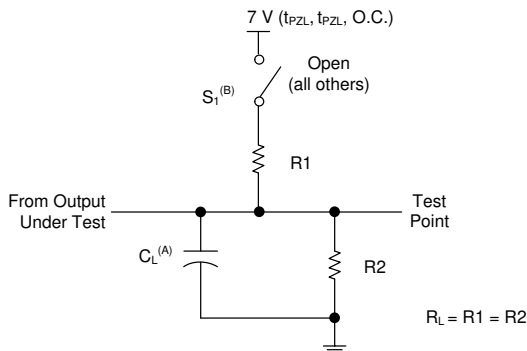 7 V (tPZL, tPZL, O.C.)
Open
(all others)
S1(B)
R1
From Output
Under Test
Test
Point
CL(A)
R2
RL = R1 = R2